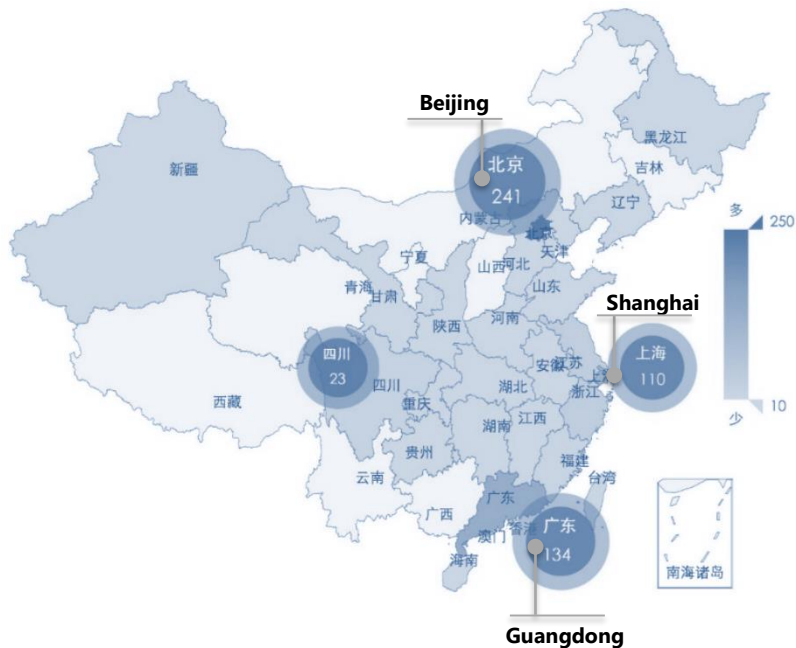 Beijing
北京
241
黑龙江
吉林
新疆
辽宁
内蒙古
北京
天津
多
250
宁夏
山西
河北
青海
甘肃
山东
Shanghai
陕西
河南
四川
23
上海
110
安徽
江苏
四川
湖北
浙江
重庆
10
少
西藏
湖南
江西
贵州
福建
云南
台湾
广东
广西
广东
134
香港
澳门
海南
南海诸岛
Guangdong